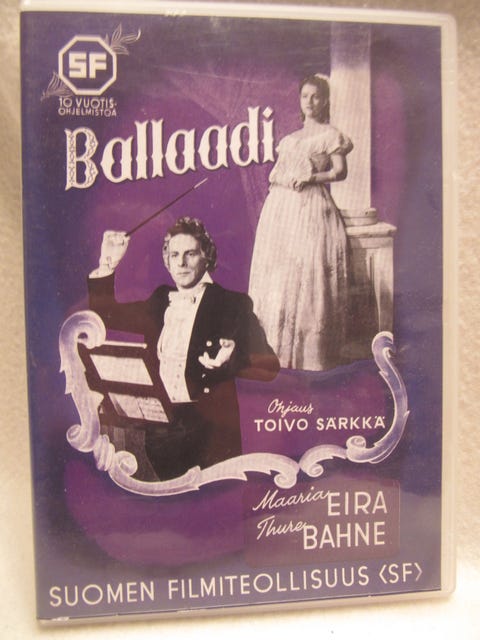 SF
10 VUOTIS-
OHJELMISTOA
Ballaadi
Ohjaus
TOIVO SÄRKKÄ
Maaria EIRA
Thure BAHNE
SUOMEN FILMITEOLLISUUS <SF>